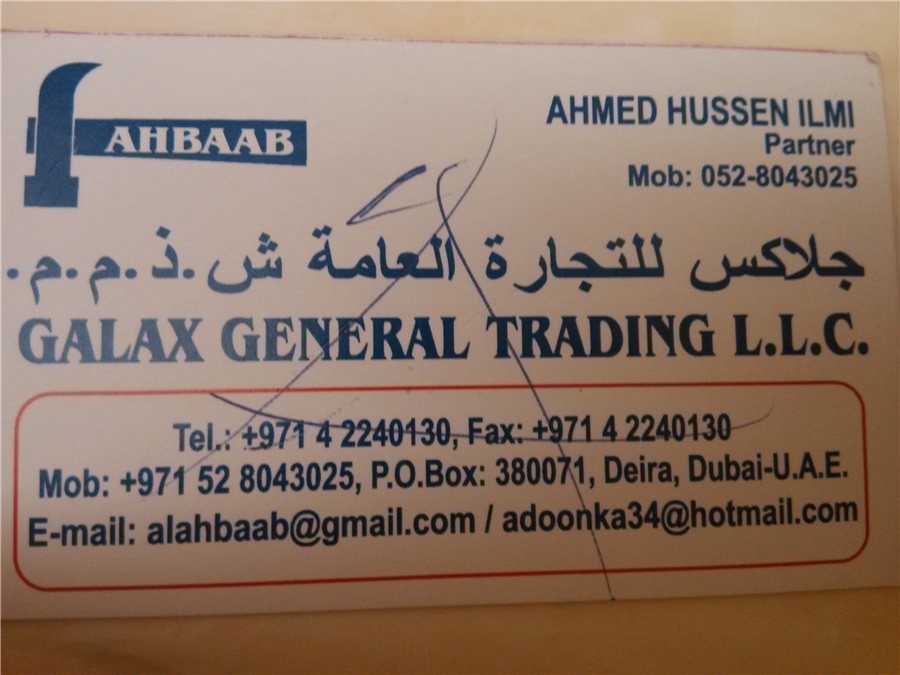 AHBAAB
AHMED HUSSEN ILMI
Partner
Mob: 052-8043025
جلاكس للتجارة العامة ش.ذ.م.م.
GALAX GENERAL TRADING L.L.C.
Tel.: +971 4 2240130, Fax: +971 4 2240130
Mob: +971 52 8043025, P.O.Box: 380071, Deira, Dubai-U.A.E.
E-mail: alahbaab@gmail.com / adoonka34@hotmail.com